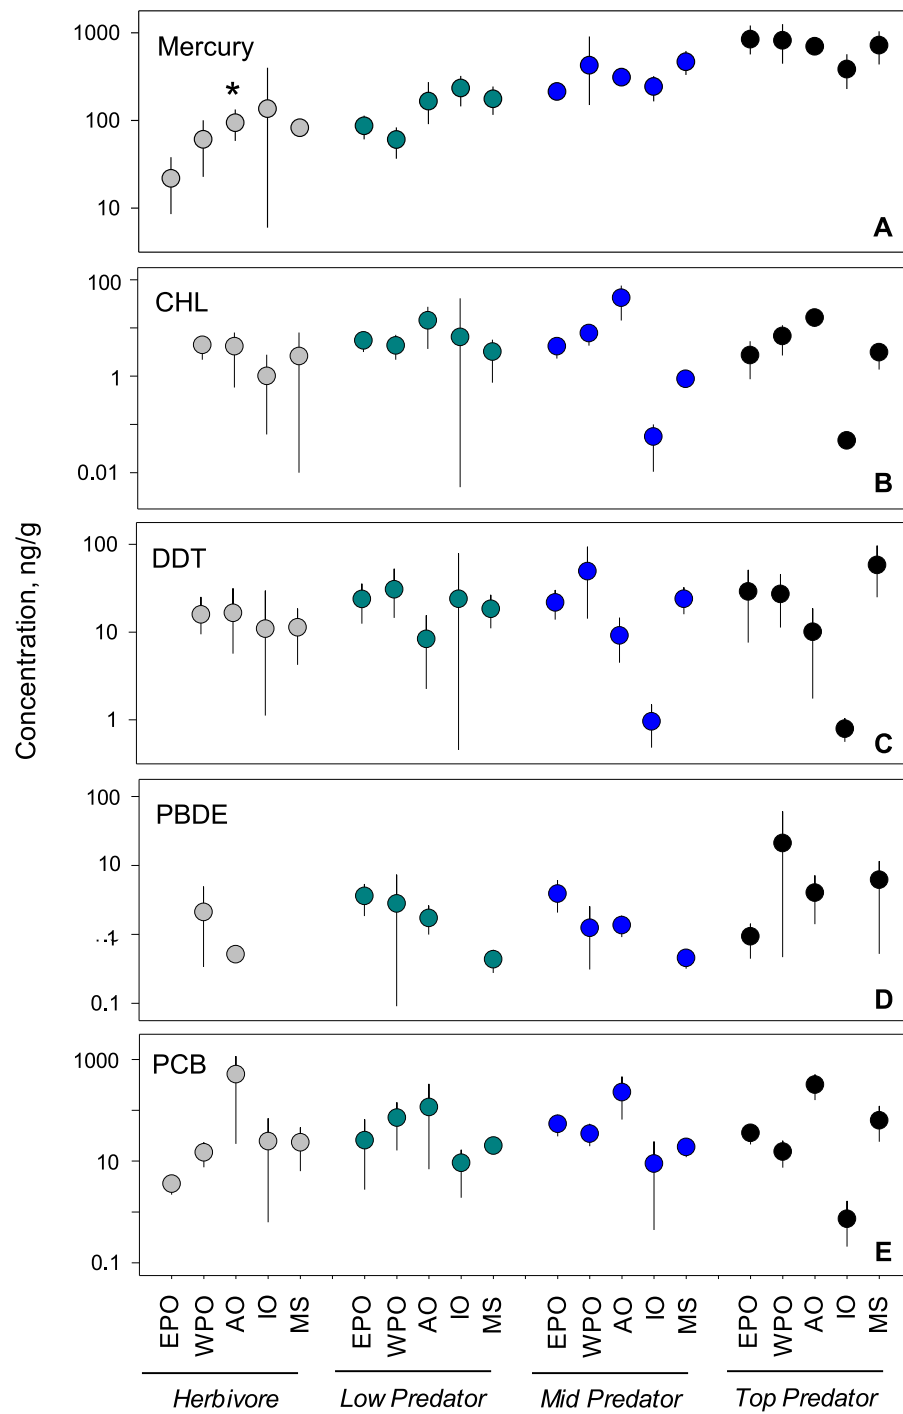 Concentration, ng/g
Mercury
*
1000
100
10
A
CHL
100
1
0.01
B
DDT
100
10
1
C
PBDE
100
10
.1
0.1
D
PCB
1000
10
0.1
E
EPO WPO AO IO MS EPO WPO AO IO MS EPO WPO AO IO MS EPO WPO AO IO MS
Herbivore Low Predator Mid Predator Top Predator